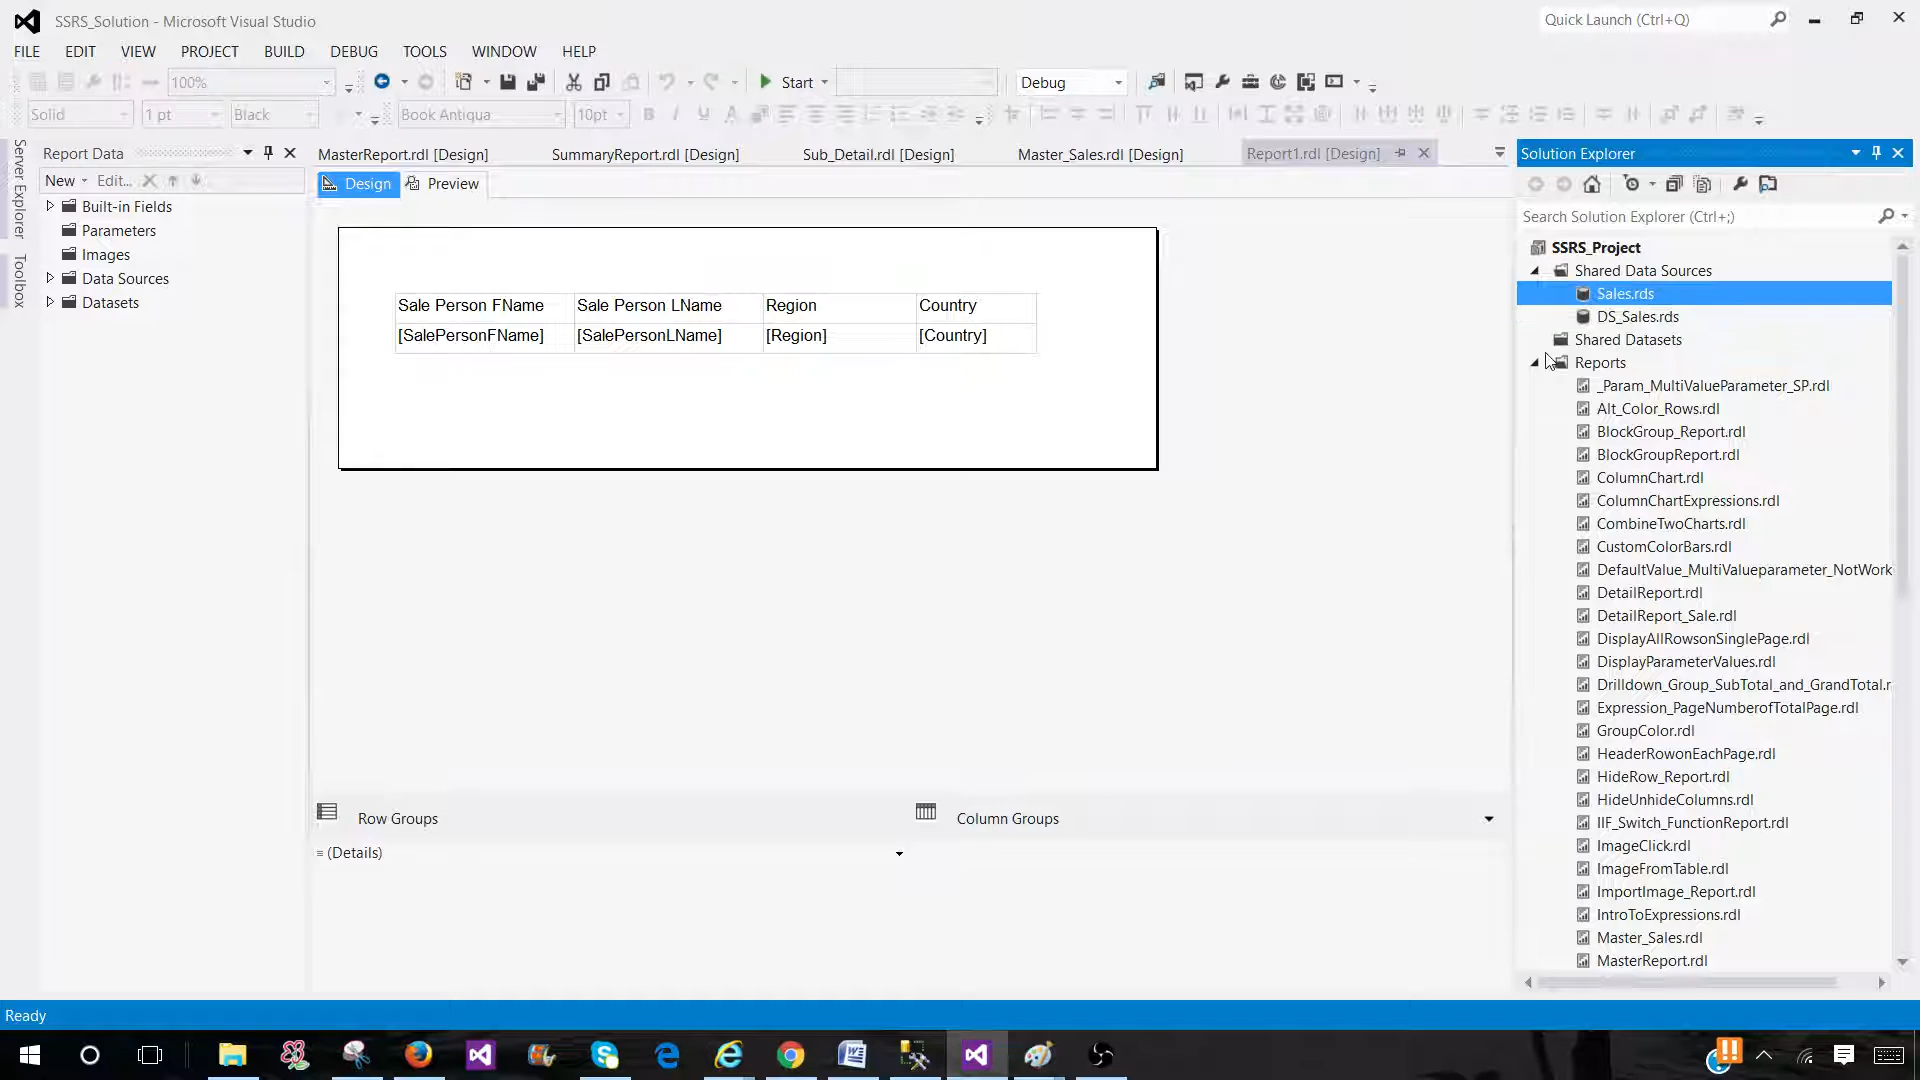 SSRS_Solution - Microsoft Visual Studio
Quick Launch (Ctrl+Q)
FILE EDIT VIEW PROJECT BUILD DEBUG TOOLS WINDOW HELP
100% Start Debug
Solid 1 pt Black Book Antiqua 10pt B I U A
Server Explorer
Toolbox
Report Data
New Edit...
Built-in Fields
Parameters
Images
Data Sources
Datasets
MasterReport.rdl [Design] SummaryReport.rdl [Design] Sub_Detail.rdl [Design] Master_Sales.rdl [Design] Report1.rdl [Design]
Design Preview
Sale Person FName Sale Person LName Region Country
[SalePersonFName] [SalePersonLName] [Region] [Country]
Row Groups Column Groups
(Details)
Solution Explorer
Search Solution Explorer (Ctrl+;)
SSRS_Project
Shared Data Sources
Sales.rds
DS_Sales.rds
Shared Datasets
Reports
_Param_MultiValueParameter_SP.rdl
Alt_Color_Rows.rdl
BlockGroup_Report.rdl
BlockGroupReport.rdl
ColumnChart.rdl
ColumnChartExpressions.rdl
CombineTwoCharts.rdl
CustomColorBars.rdl
DefaultValue_MultiValueparameter_NotWork
DetailReport.rdl
DetailReport_Sale.rdl
DisplayAllRowsonSinglePage.rdl
DisplayParameterValues.rdl
Drilldown_Group_SubTotal_and_GrandTotal.r
Expression_PageNumberofTotalPage.rdl
GroupColor.rdl
HeaderRowonEachPage.rdl
HideRow_Report.rdl
HideUnhideColumns.rdl
IIF_Switch_FunctionReport.rdl
ImageClick.rdl
ImageFromTable.rdl
ImportImage_Report.rdl
IntroToExpressions.rdl
Master_Sales.rdl
MasterReport.rdl
Ready